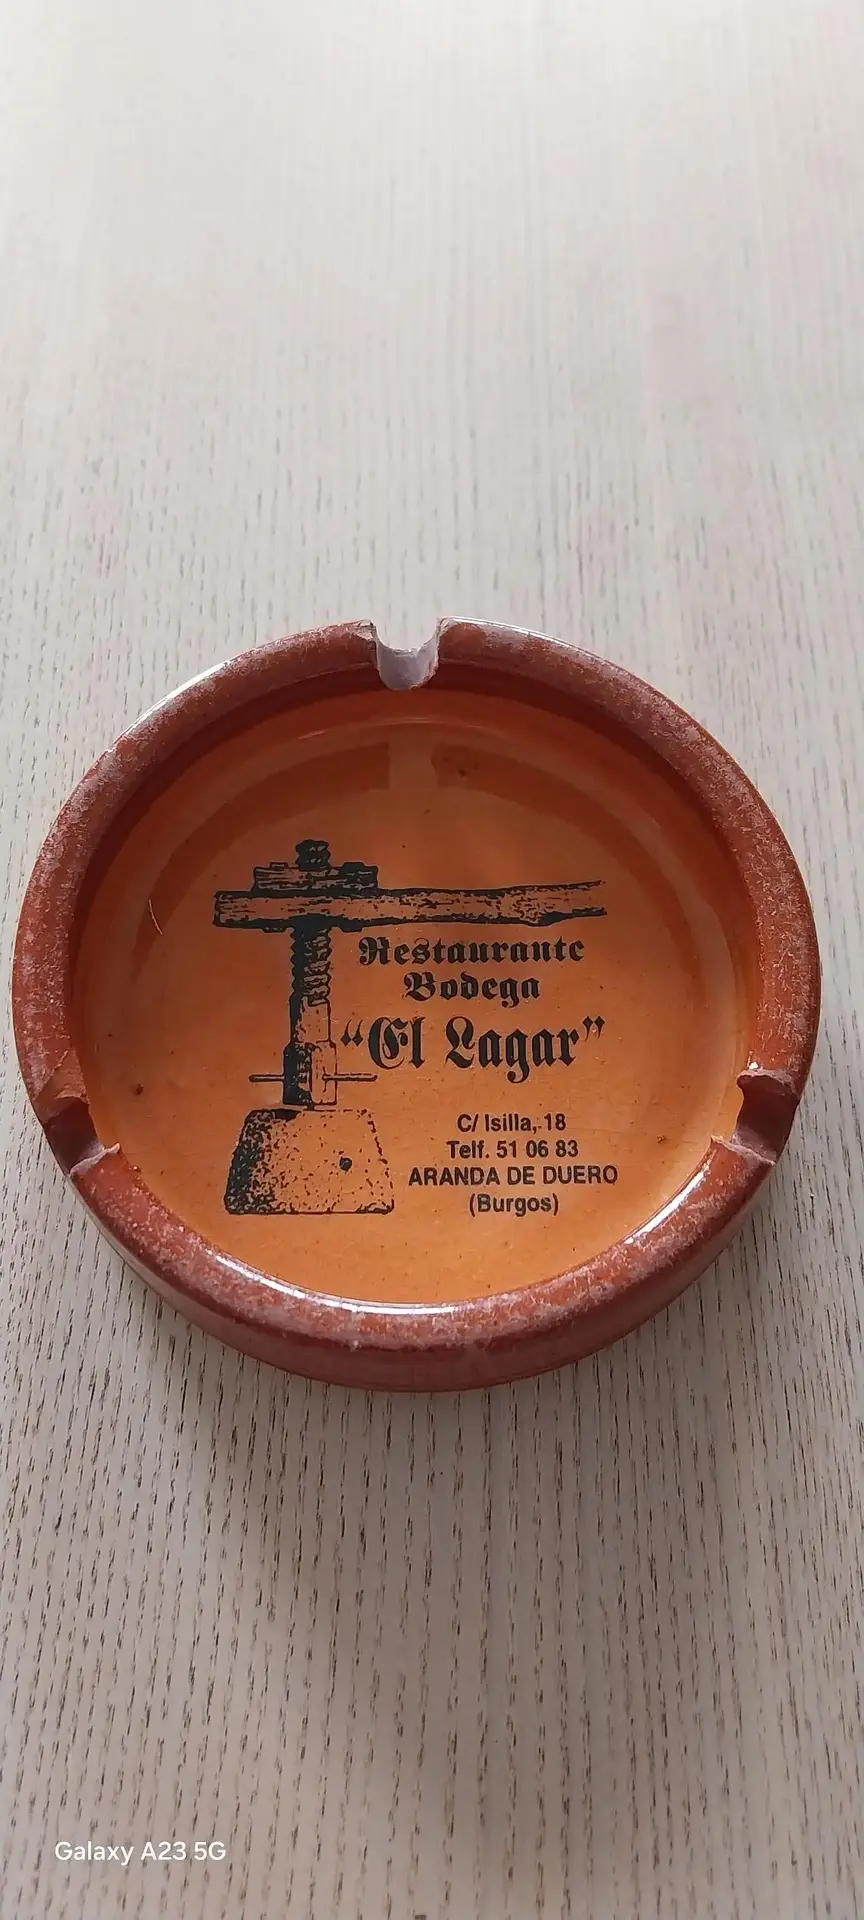 Restaurante
Bodega
“El Lagar”
C/ Isilla, 18
Telf. 51 06 83
ARANDA DE DUERO
(Burgos)
Galaxy A23 5G